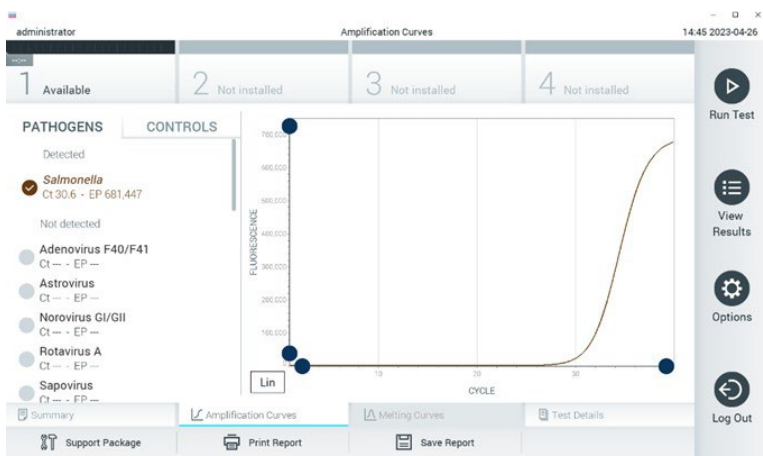 administrator
Amplification Curves
14:45 2023-04-26
--:--
1 Available
2 Not installed
3 Not installed
4 Not installed
Run Test
View
Results
Options
Log Out
PATHOGENS
CONTROLS
Detected
Salmonella
Ct 30.6 - EP 681,447
Not detected
Adenovirus F40/F41
Ct --- - EP ---
Astrovirus
Ct --- - EP ---
Norovirus GI/GII
Ct --- - EP ---
Rotavirus A
Ct --- - EP ---
Sapovirus
Ct --- - EP ---
FLUORESCENCE
700,000
600,000
500,000
400,000
300,000
200,000
100,000
0
10
20
30
CYCLE
Lin
Summary
Amplification Curves
Melting Curves
Test Details
Support Package
Print Report
Save Report